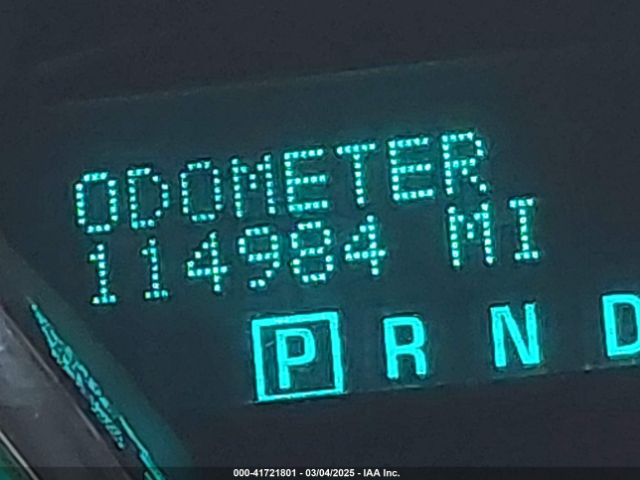 ODOMETER
114984 MI
P R N D
000-41721801 - 03/04/2025 - IAA Inc.